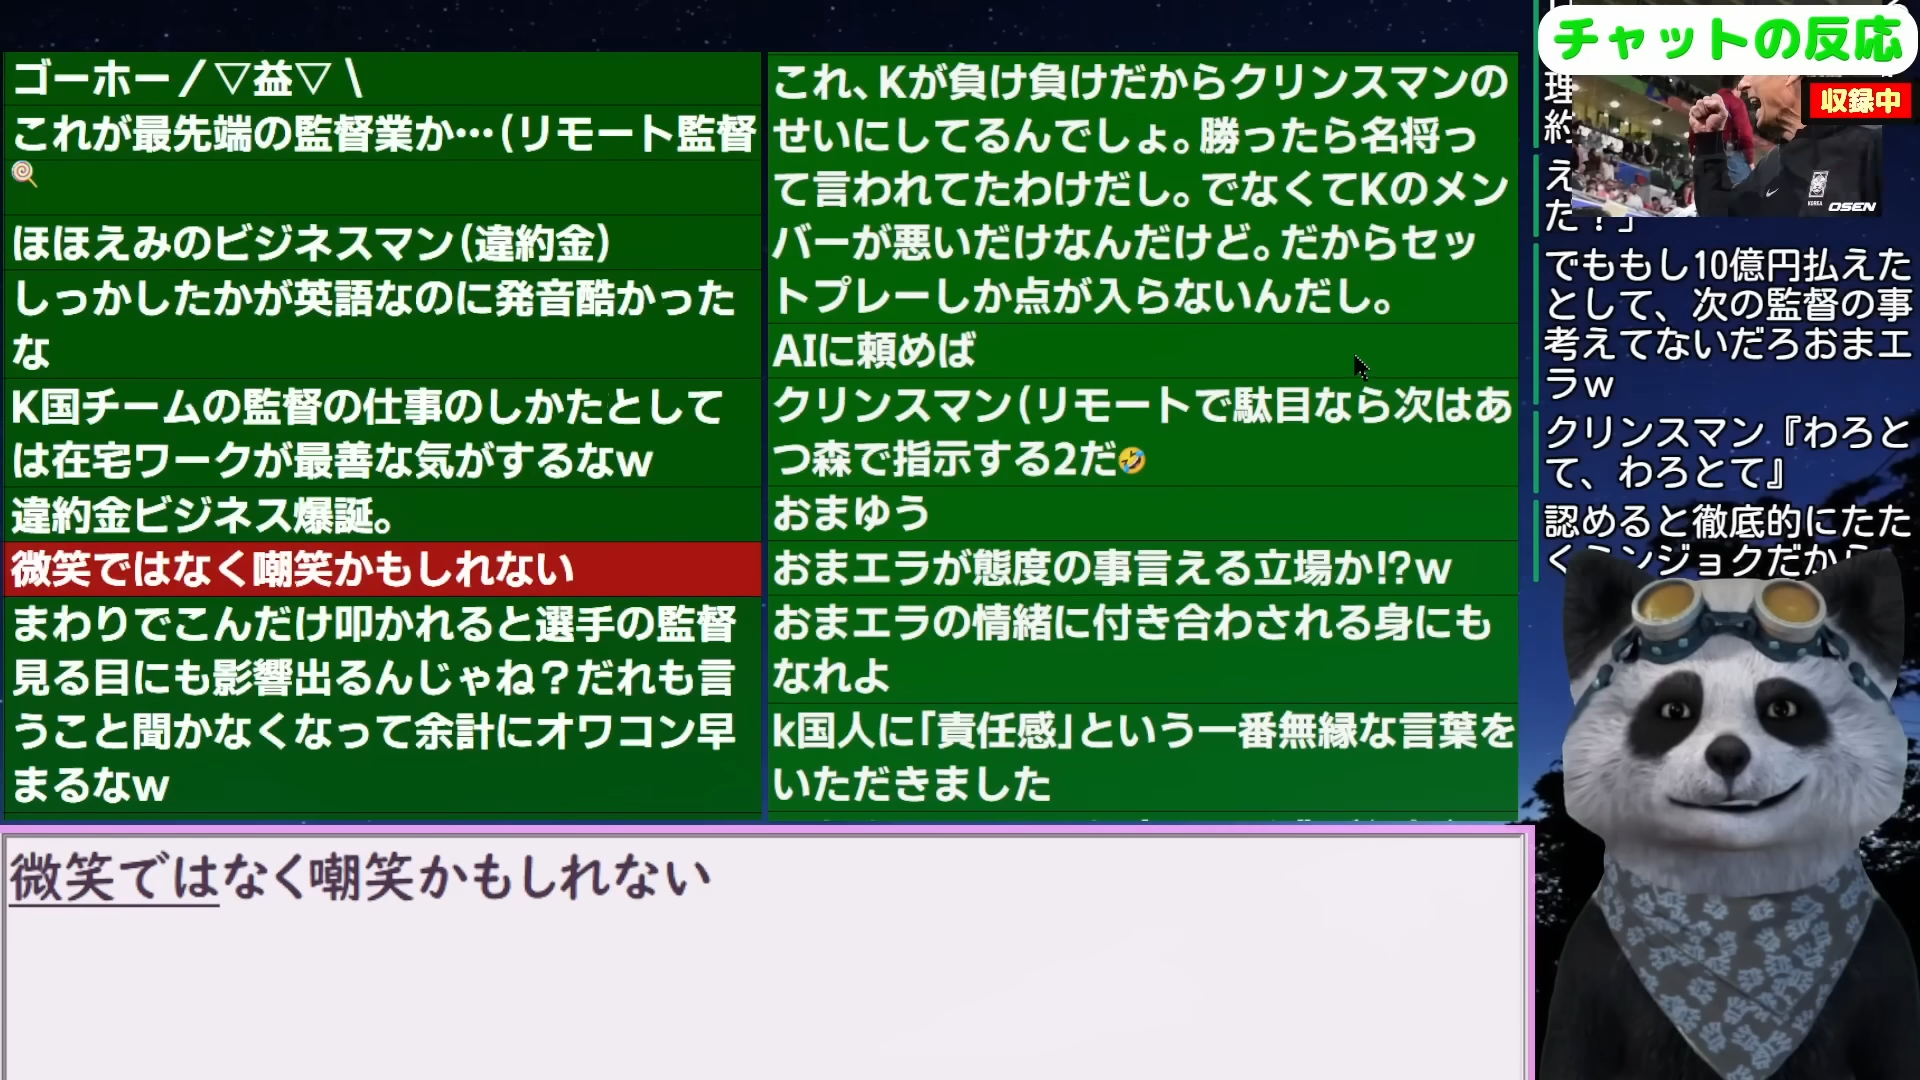 ゴーホー／▽益▽∖
これが最先端の監督業か…（リモート監督
🍭
ほほえみのビジネスマン（違約金）
しっかしたかが英語なのに発音酷かった
な
K国チームの監督の仕事のしかたとして
は在宅ワークが最善な気がするなw
違約金ビジネス爆誕。
微笑ではなく嘲笑かもしれない
まわりでこんだけ叩かれると選手の監督
見る目にも影響出るんじゃね？だれも言
うこと聞かなくなって余計にオワコン早
まるなw
これ、Kが負け負けだからクリンスマンの
せいにしてるんでしょ。勝ったら名将っ
て言われてたわけだし。でなくてKのメン
バーが悪いだけなんだけど。だからセッ
トプレーしか点が入らないんだし。
AIに頼めば
クリンスマン（リモートで駄目なら次はあ
つ森で指示する2だ🤣
おまゆう
おまエラが態度の事言える立場か⁉w
おまエラの情緒に付き合わされる身にも
なれよ
k国人に「責任感」という一番無縁な言葉を
いただきました
チャットの反応
収録中
理
約
え
た？」
KOREA
OSEN
でももし10億円払えた
として、次の監督の事
考えてないだろおまエ
ラｗ
クリンスマン『わろと
て、わろとて』
認めると徹底的にたた
くミンジョクだから
微笑ではなく嘲笑かもしれない